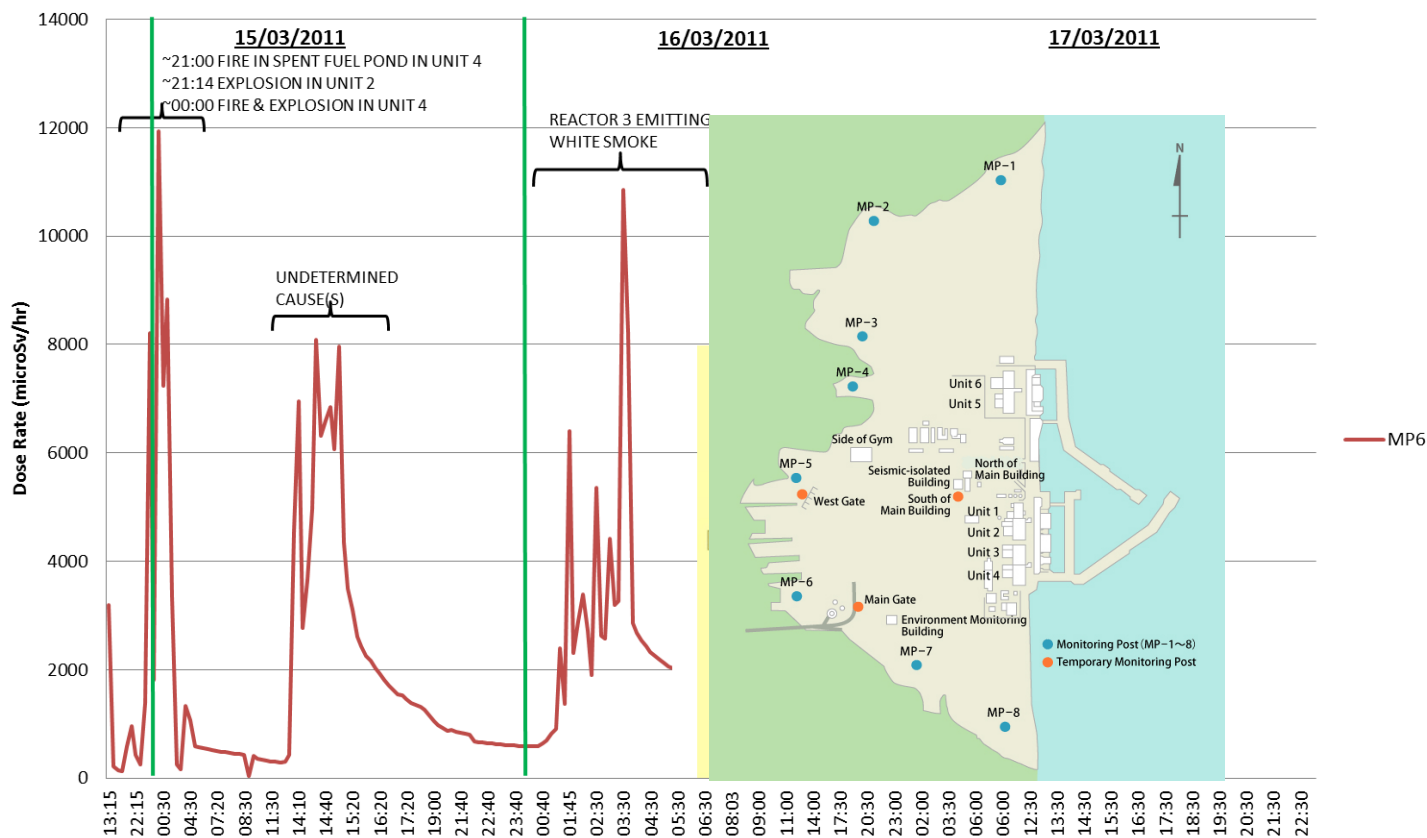 14000
12000
10000
8000
6000
4000
2000
0
Dose Rate (microSv/hr)
15/03/2011
16/03/2011
17/03/2011
~21:00 FIRE IN SPENT FUEL POND IN UNIT 4
~21:14 EXPLOSION IN UNIT 2
~00:00 FIRE & EXPLOSION IN UNIT 4
UNDETERMINED
CAUSE(S)
REACTOR 3 EMITTING
WHITE SMOKE
MP-1
N
MP-2
MP-3
MP-4
Unit 6
Unit 5
Side of Gym
MP-5
West Gate
Seismic-isolated
Building
North of
Main Building
South of
Main Building
Unit 1
Unit 2
Unit 3
Unit 4
MP-6
Main Gate
Environment Monitoring
Building
MP-7
MP-8
Monitoring Post (MP-1～8)
Temporary Monitoring Post
MP6
13:15
22:15
00:30
02:30
04:30
06:30
08:30
10:30
12:30
14:10
14:40
15:20
16:20
17:20
19:00
21:40
22:40
23:40
00:40
01:45
02:30
03:30
05:30
06:30
08:03
09:00
11:00
14:00
17:30
20:30
23:00
02:00
03:30
06:00
12:30
14:30
15:30
16:30
17:30
18:30
19:30
20:30
21:30
22:30